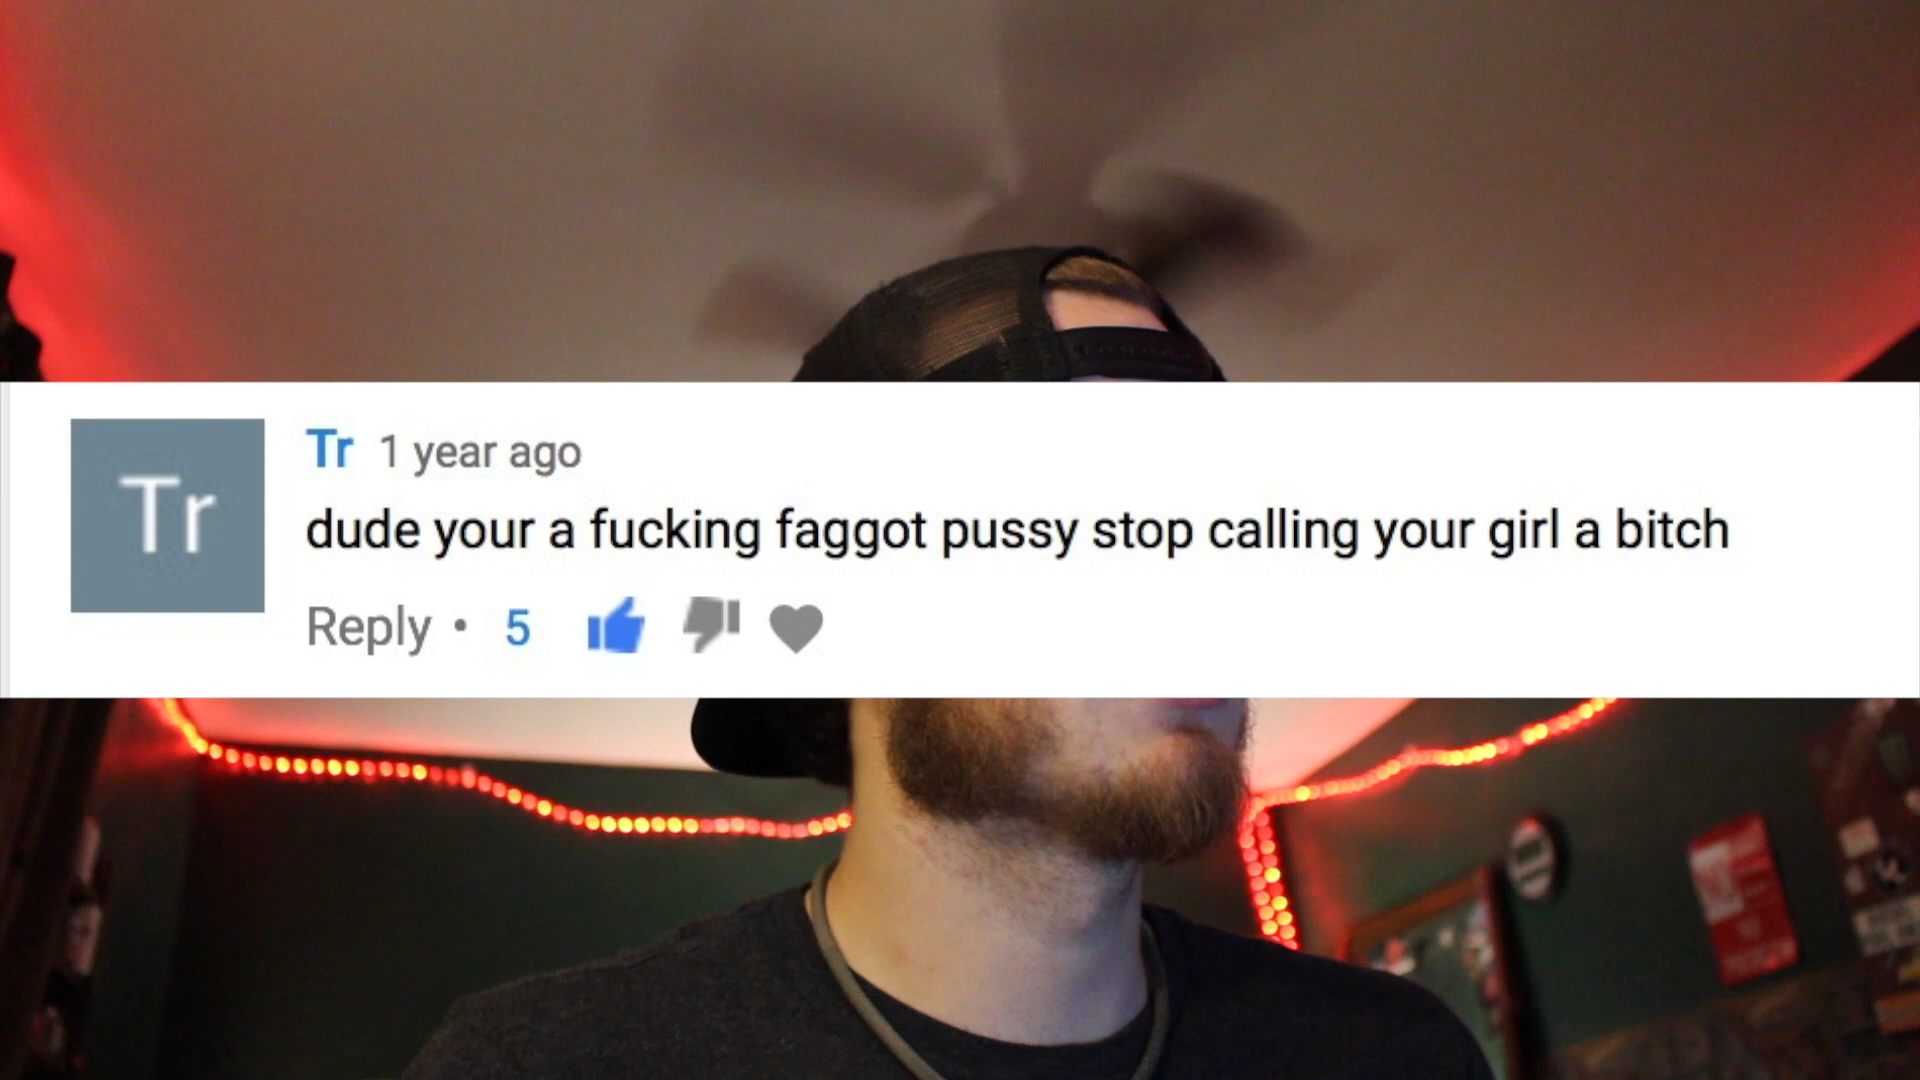 Tr
Tr 1 year ago
dude your a fucking faggot pussy stop calling your girl a bitch
Reply • 5